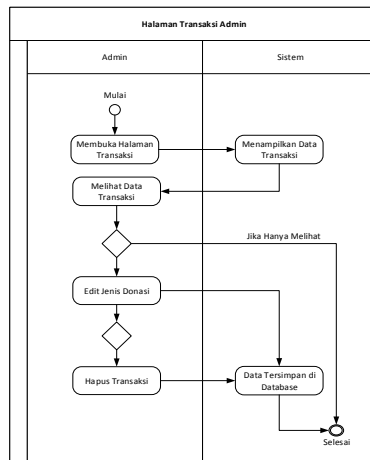 Halaman Transaksi Admin
Admin
Sistem
Mulai
Membuka Halaman
Transaksi
Menampilkan Data
Transaksi
Melihat Data
Transaksi
Jika Hanya Melihat
Edit Jenis Donasi
Hapus Transaksi
Data Tersimpan di
Database
Selesai